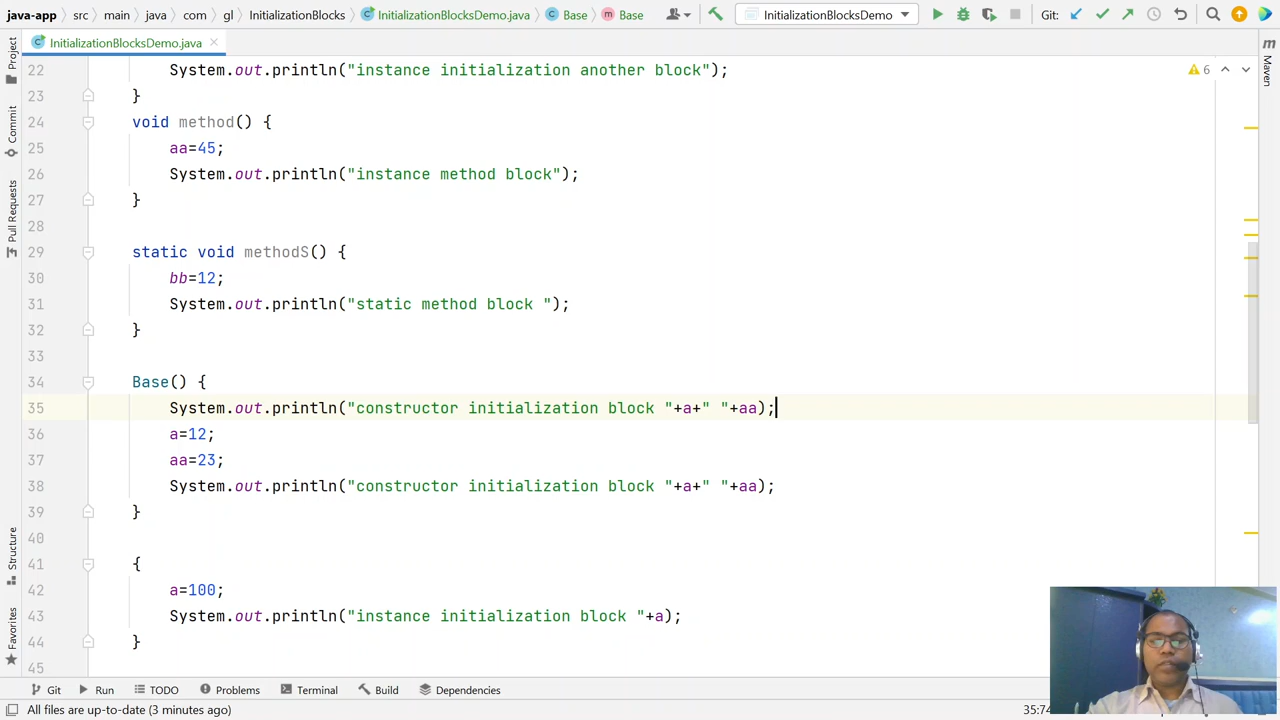 java-app src main java com gl InitializationBlocks InitializationBlocksDemo.java Base Base InitializationBlocksDemo Git:
InitializationBlocksDemo.java
Project
Commit
Pull Requests
Structure
Favorites
Maven
6
22 System.out.println("instance initialization another block");
23 }
24 void method() {
25 aa=45;
26 System.out.println("instance method block");
27 }
28
29 static void methodS() {
30 bb=12;
31 System.out.println("static method block ");
32 }
33
34 Base() {
35 System.out.println("constructor initialization block "+a+" "+aa);
36 a=12;
37 aa=23;
38 System.out.println("constructor initialization block "+a+" "+aa);
39 }
40
41 {
42 a=100;
43 System.out.println("instance initialization block "+a);
44 }
45
Git Run TODO Problems Terminal Build Dependencies
All files are up-to-date (3 minutes ago) 35:74